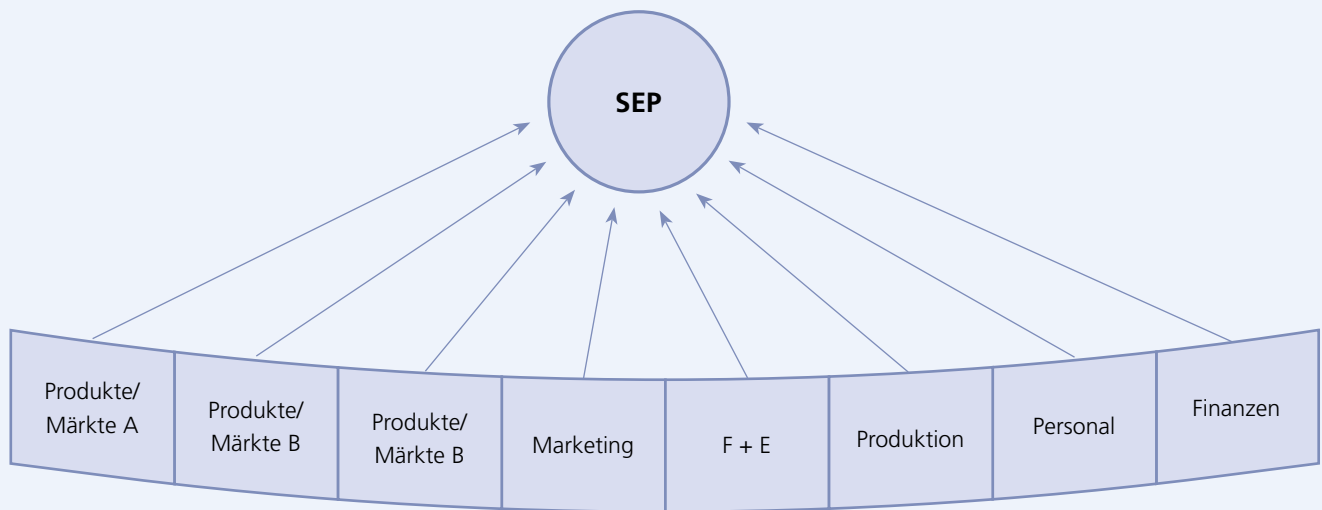 SEP
Produkte/
Märkte A
Produkte/
Märkte B
Produkte/
Märkte B
Marketing
F + E
Produktion
Personal
Finanzen